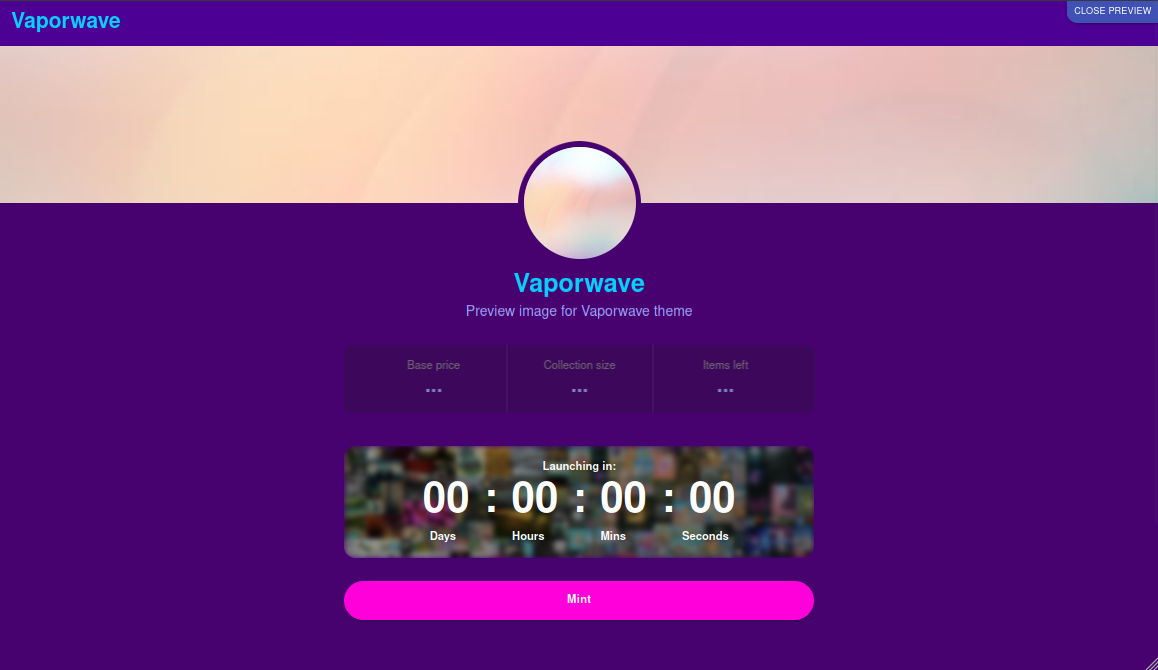 Vaporwave
CLOSE PREVIEW
Vaporwave
Preview image for Vaporwave theme
Base price Collection size Items left
--- --- ---
Launching in:
00 : 00 : 00 : 00
Days Hours Mins Seconds
Mint